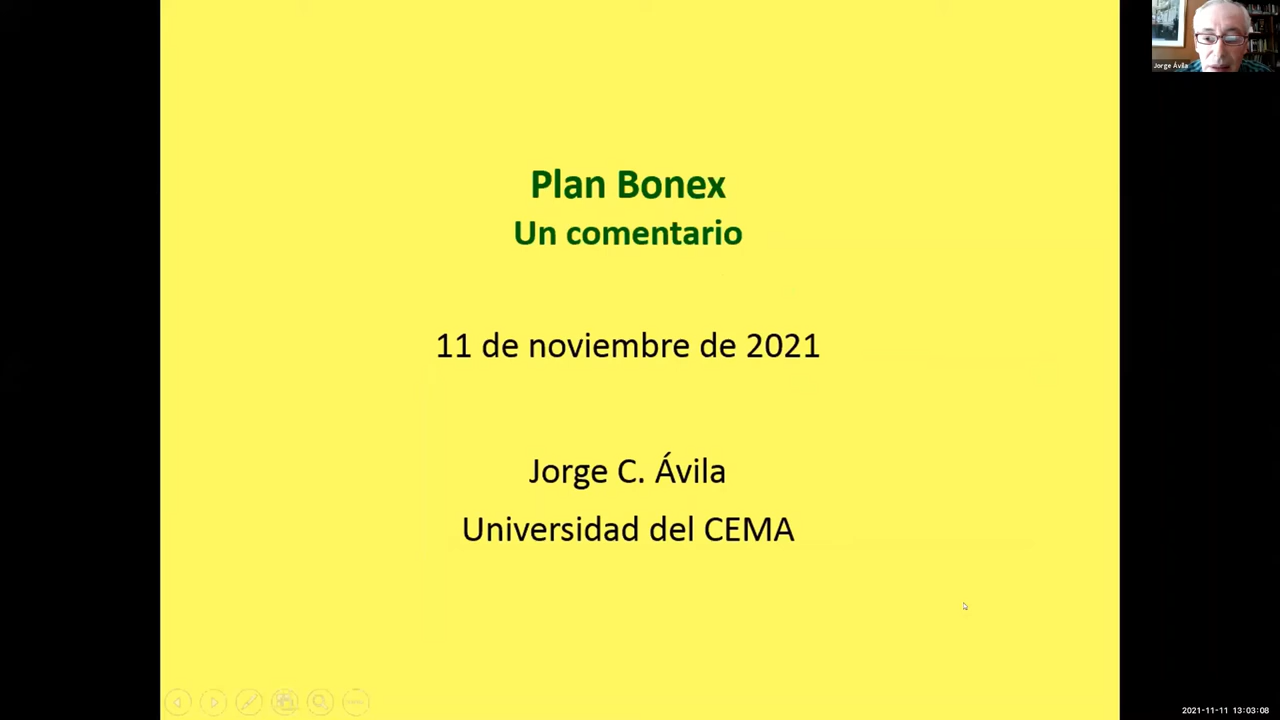 Plan Bonex
Un comentario
11 de noviembre de 2021
Jorge C. Ávila
Universidad del CEMA
Jorge Ávila
2021-11-11 13:03:08